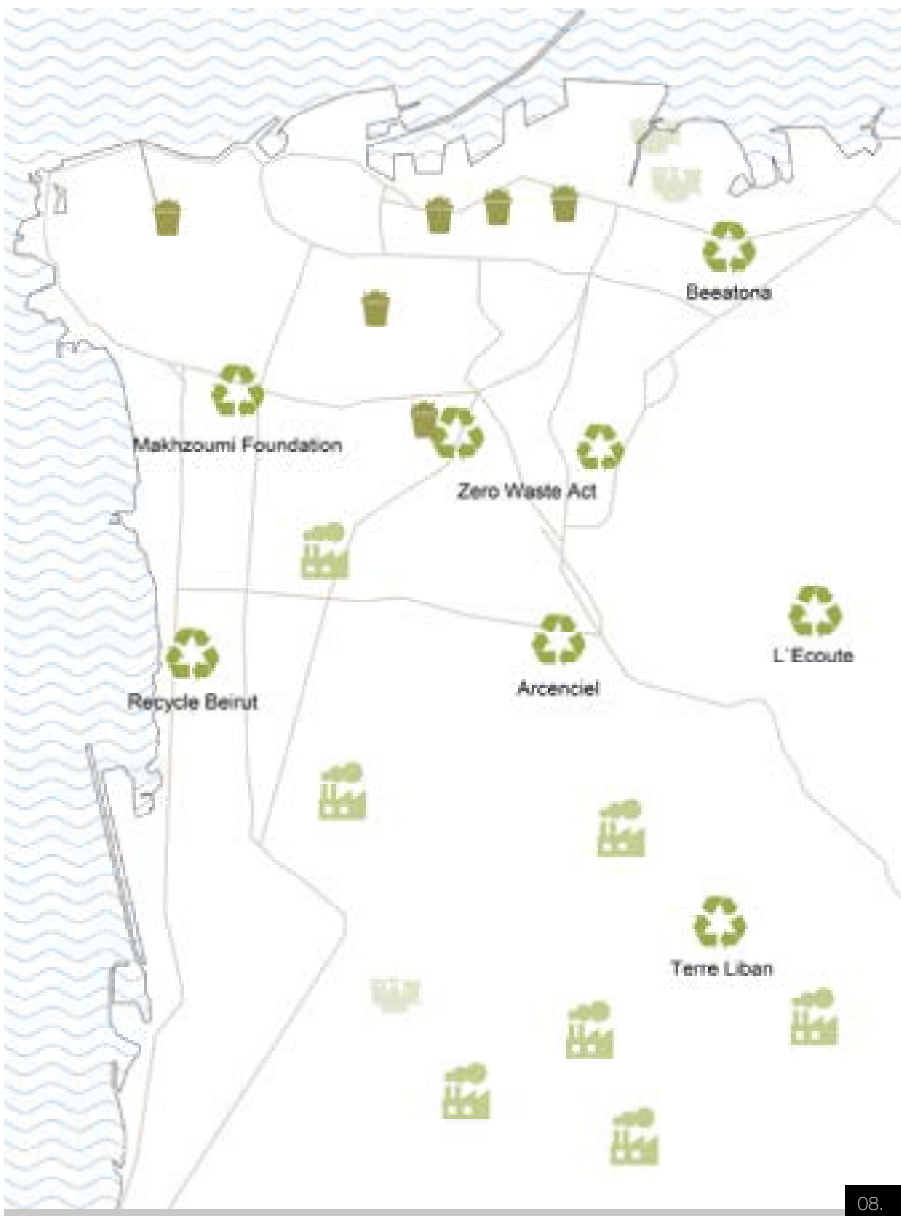 Beeatona
Makhzoumi Foundation
Zero Waste Act
L`Ecoute
Arcenciel
Recycle Beirut
Terre Liban
08.